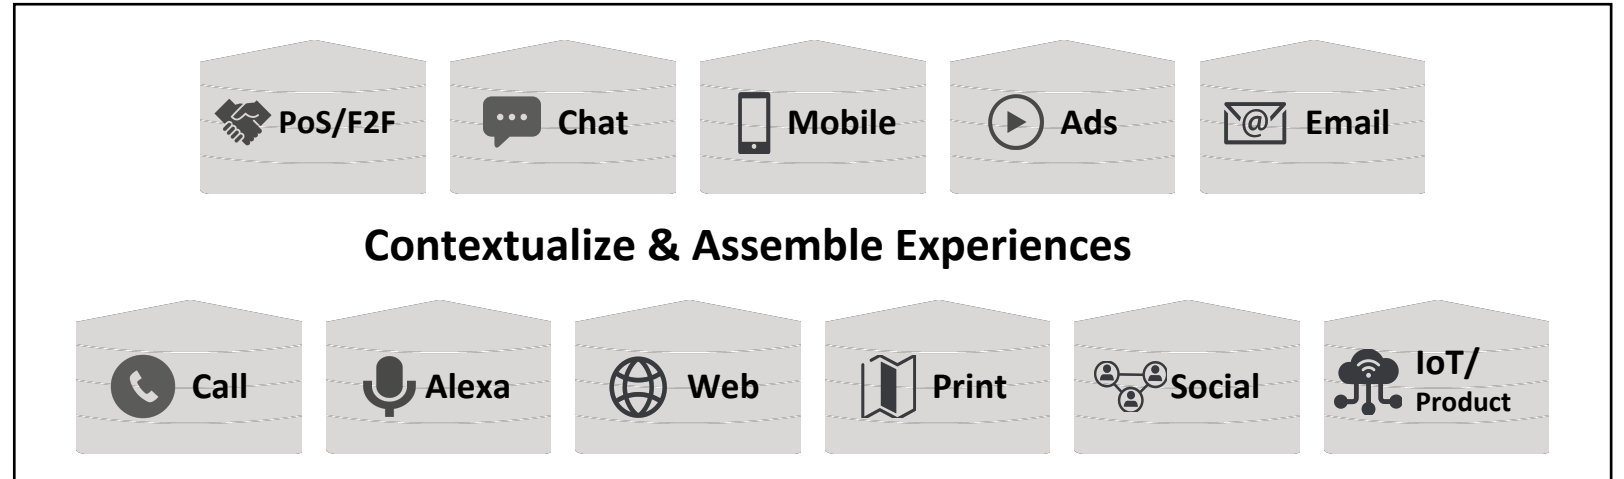 PoS/F2F
Chat
Mobile
Ads
@
Email
Contextualize & Assemble Experiences
Call
Alexa
Web
Print
Social
IoT/
Product